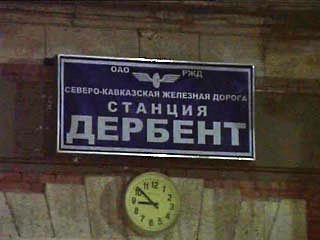 ОАО РЖД
СЕВЕРО-КАВКАЗСКАЯ ЖЕЛЕЗНАЯ ДОРОГА
СТАНЦИЯ
ДЕРБЕНТ